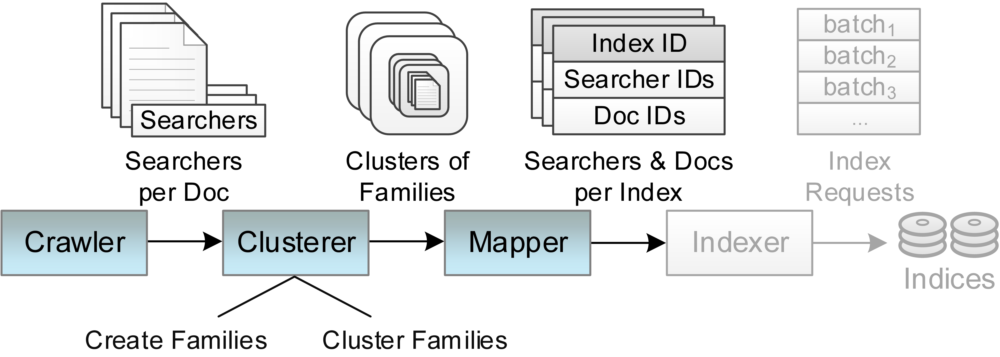 Searchers
Searchers
per Doc
Clusters of
Families
Index ID
Searcher IDs
Doc IDs
Searchers & Docs
per Index
batch₁
batch₂
batch₃
...
Index
Requests
Crawler
Clusterer
Mapper
Indexer
Indices
Create Families
Cluster Families